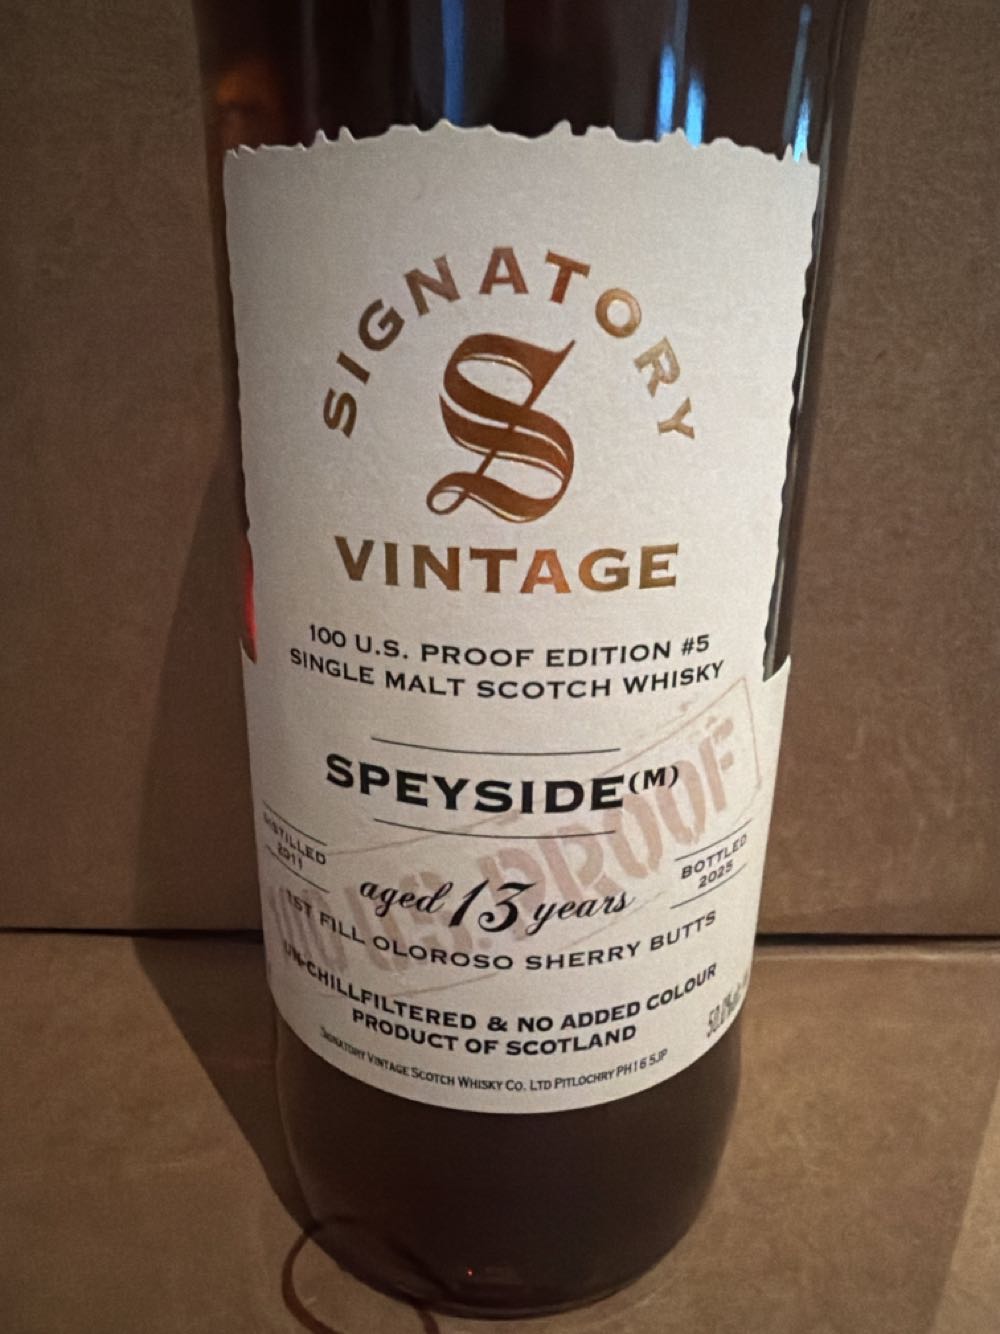 SIGNATORY
S
VINTAGE
100 U.S. PROOF EDITION #5
SINGLE MALT SCOTCH WHISKY
SPEYSIDE(M)
DISTILLED
2011
aged 13 years
BOTTLED
2025
100 U.S. PROOF
1ST FILL OLOROSO SHERRY BUTTS
UN-CHILLFILTERED & NO ADDED COLOUR
PRODUCT OF SCOTLAND
SIGNATORY VINTAGE SCOTCH WHISKY CO. LTD PITLOCHRY PH16 5JP